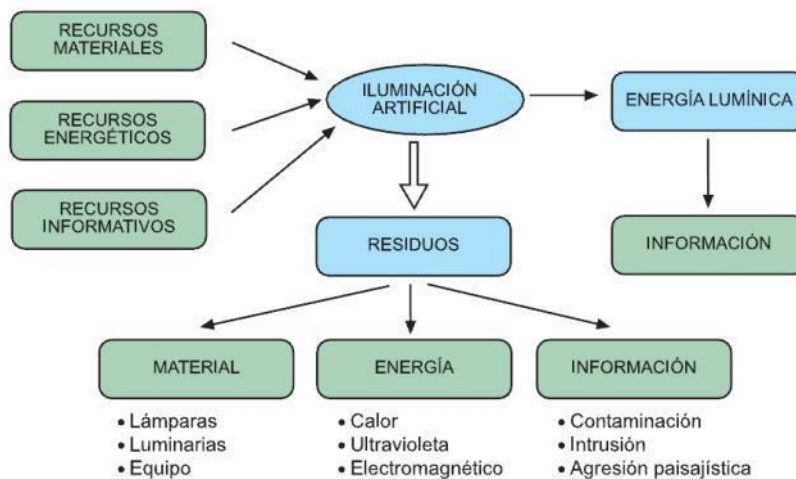 RECURSOS
MATERIALES
RECURSOS
ENERGÉTICOS
RECURSOS
INFORMATIVOS
ILUMINACIÓN
ARTIFICIAL
ENERGÍA LUMÍNICA
INFORMACIÓN
RESIDUOS
MATERIAL
• Lámparas
• Luminarias
• Equipo
ENERGÍA
• Calor
• Ultravioleta
• Electromagnético
INFORMACIÓN
• Contaminación
• Intrusión
• Agresión paisajística